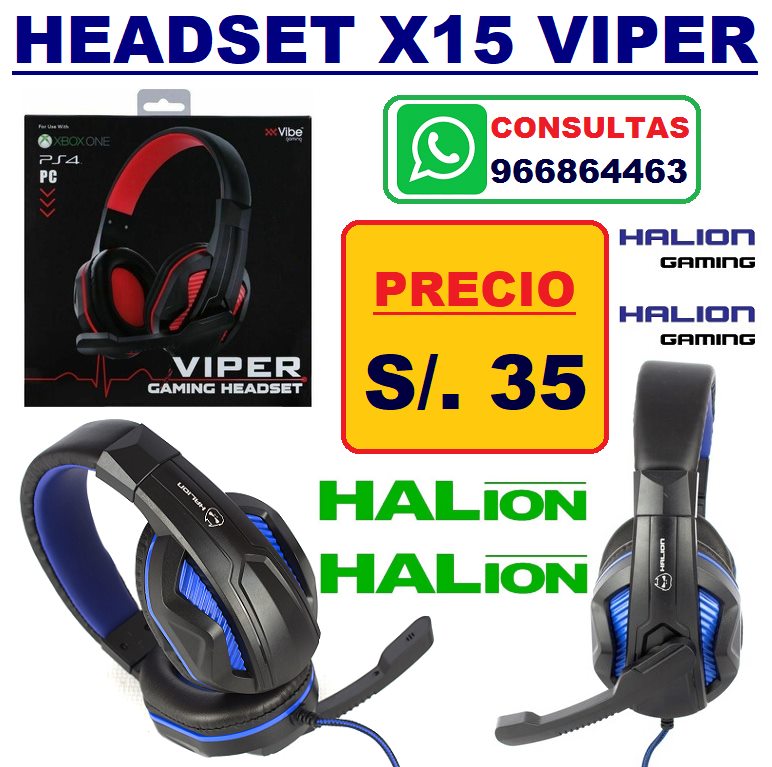 HEADSET X15 VIPER
For Use With
XBOX ONE
PS4
PC
Vibe
gaming
VIPER
GAMING HEADSET
CONSULTAS
966864463
PRECIO
S/. 35
HALION
GAMING
HALION
GAMING
HALION
HALION
HALION
HALION